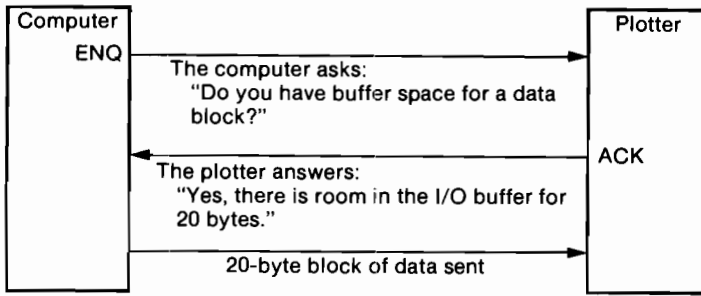 Computer
Plotter
ENQ
The computer asks:
"Do you have buffer space for a data
block?"
ACK
The plotter answers:
"Yes, there is room in the I/O buffer for
20 bytes."
20-byte block of data sent